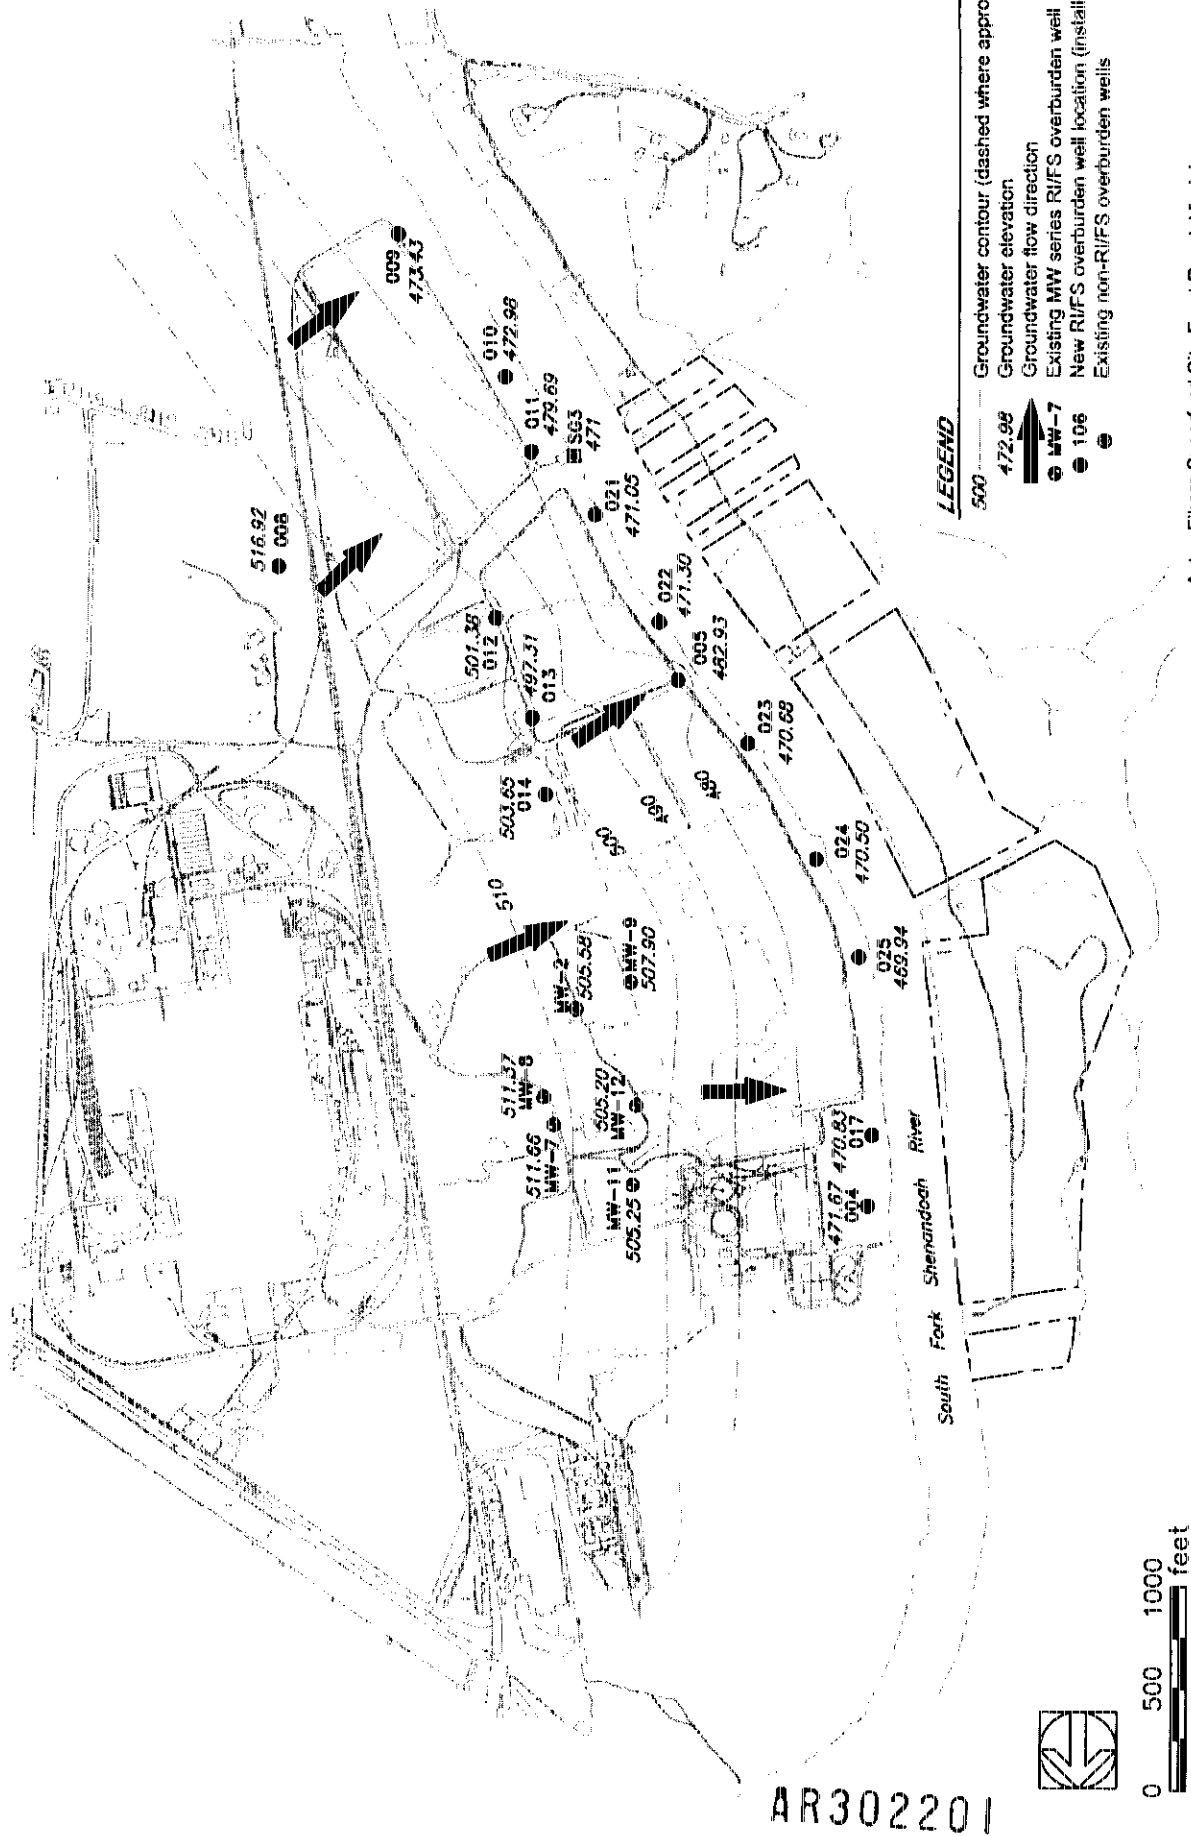 516.92
008
009
473.43
010
472.98
011
479.69
SG3
471
021
471.05
501.38
012
497.31
013
022
471.30
005
482.93
503.65
014
023
470.68
500
490
480
510
024
470.50
MW-2
505.58
MW-9
507.90
025
469.94
511.37
MW-8
511.66
MW-7
505.20
MW-12
MW-11
505.25
470.83
017
471.67
004
South Fork Shenandoah River
LEGEND
500 Groundwater contour (dashed where appro
472.98 Groundwater elevation
Groundwater flow direction
MW-7 Existing MW series RI/FS overburden well
106 New RI/FS overburden well location (install
Existing non-RI/FS overburden wells
0 500 1000 feet
AR302201